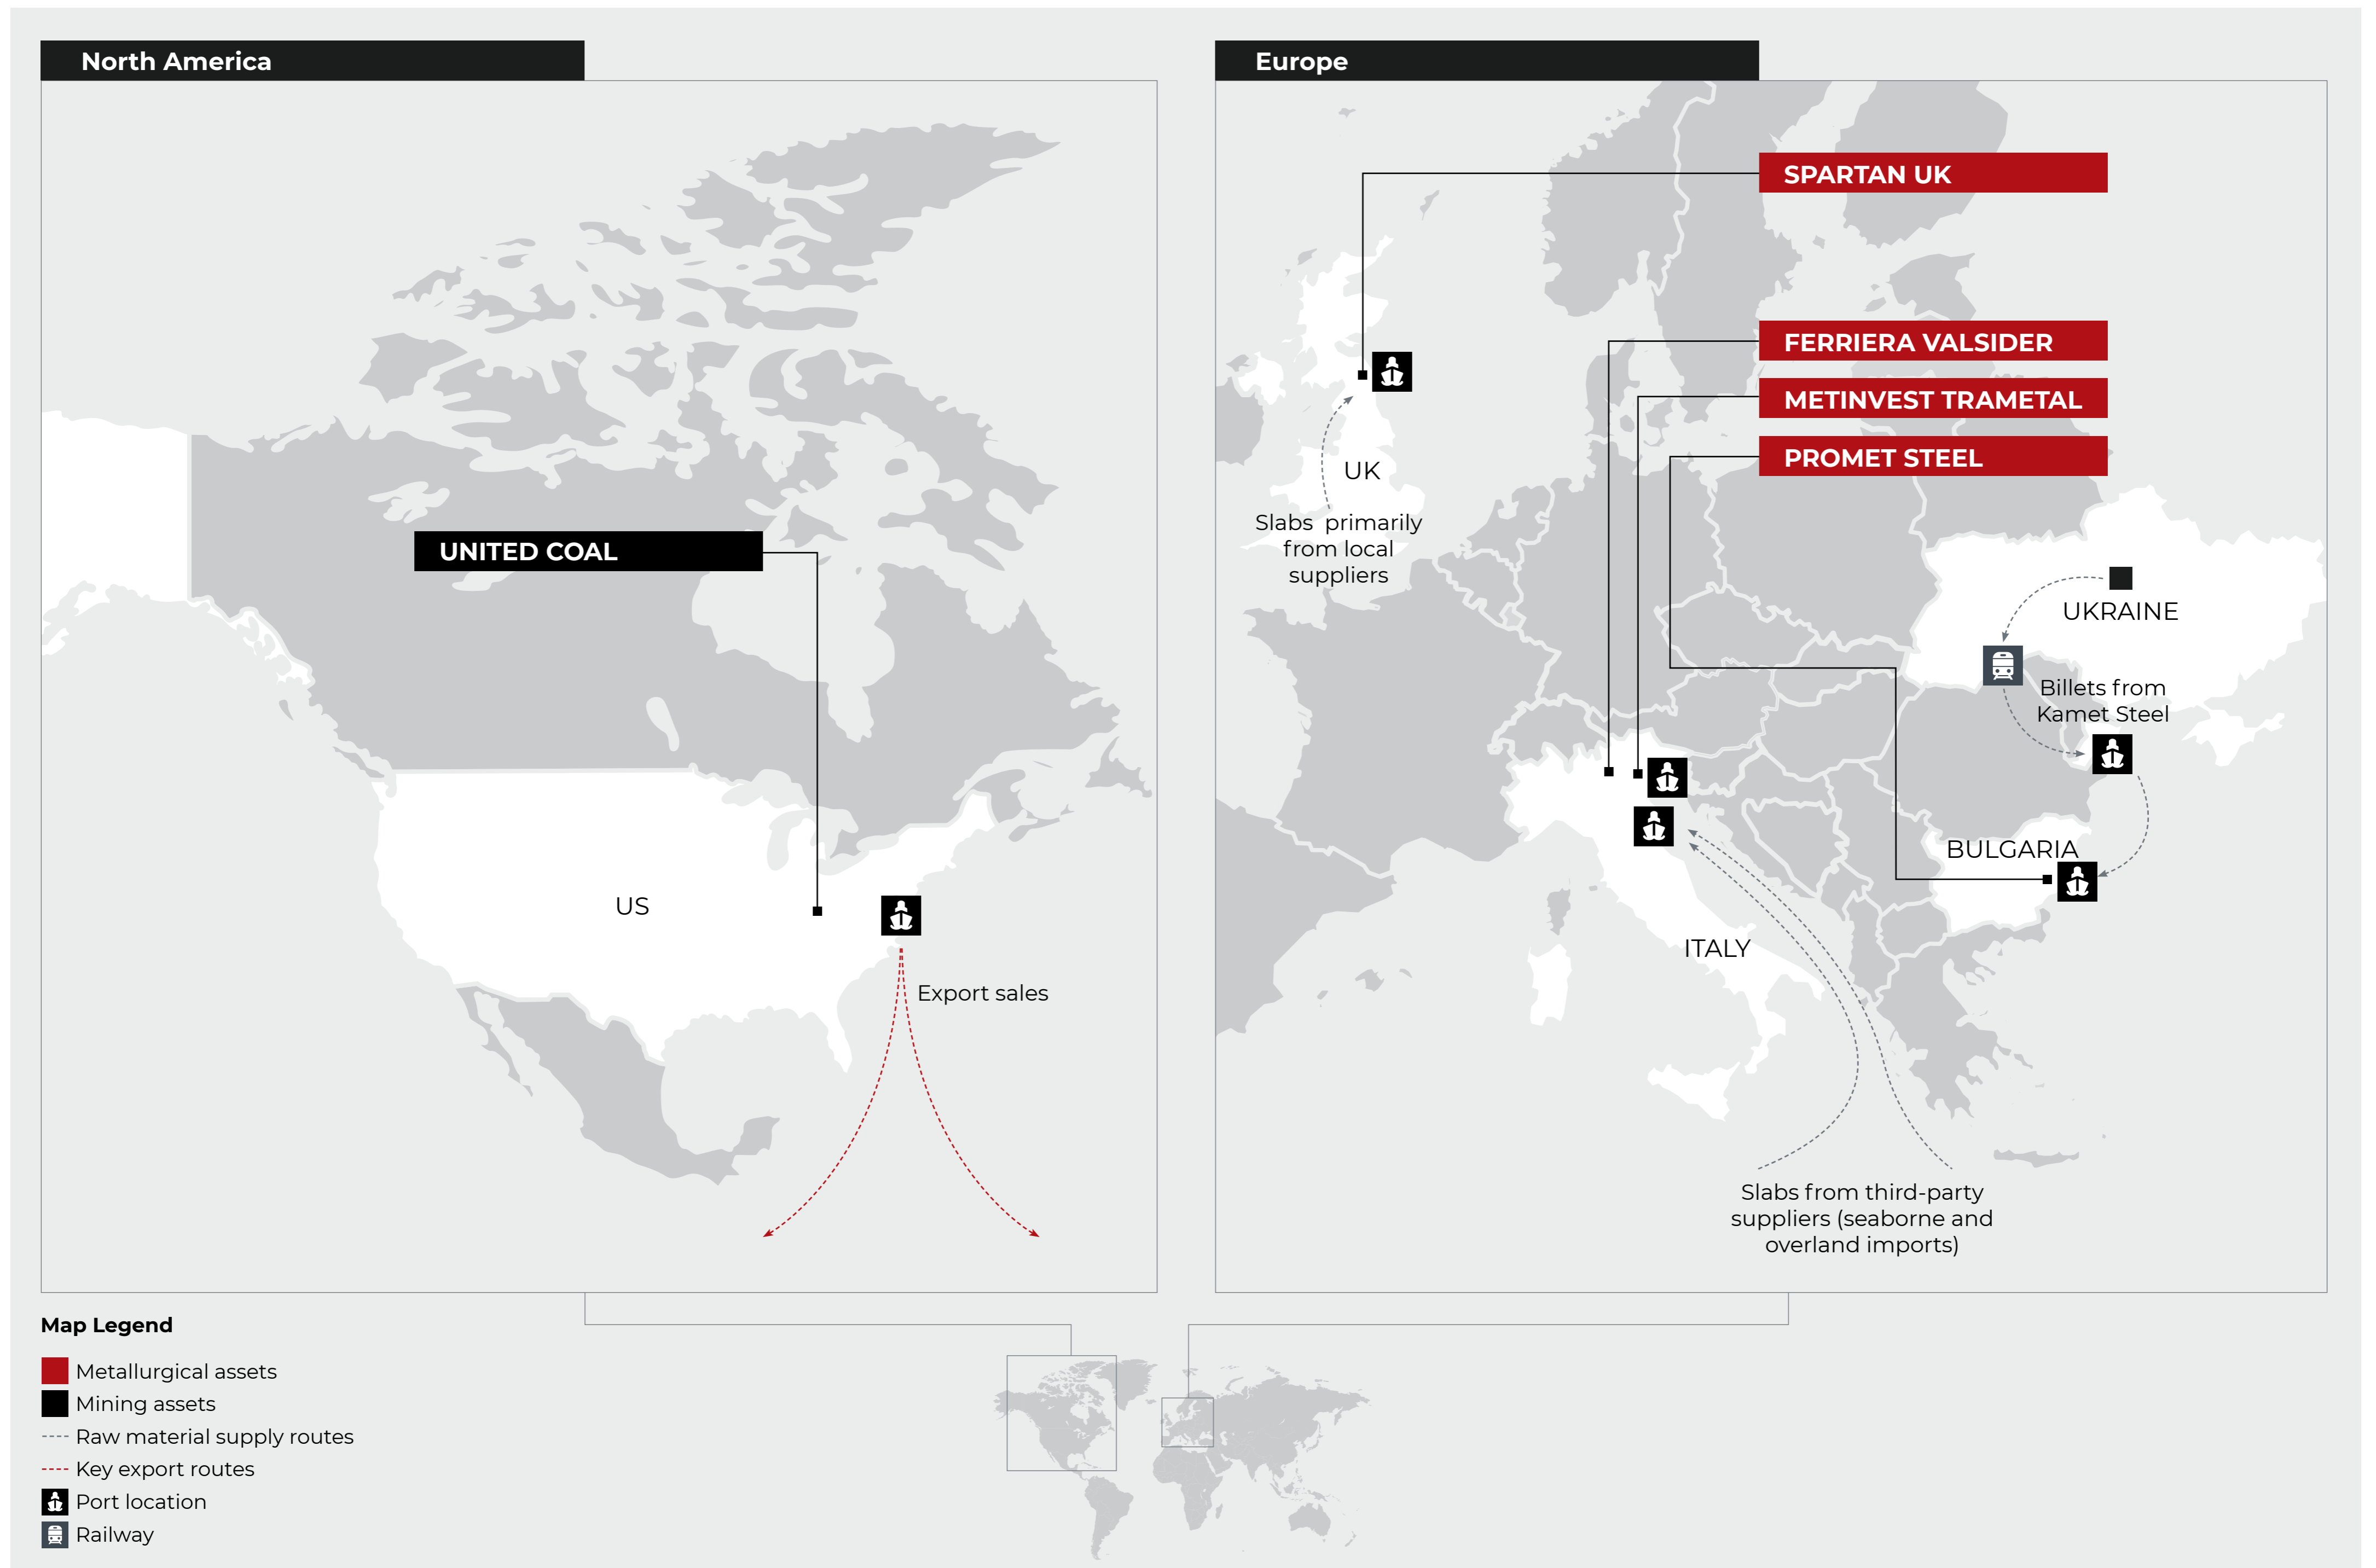 North America
UNITED COAL
US
Export sales
Europe
SPARTAN UK
FERRIERA VALSIDER
METINVEST TRAMETAL
PROMET STEEL
UK
Slabs primarily
from local
suppliers
UKRAINE
Billets from
Kamet Steel
BULGARIA
ITALY
Slabs from third-party
suppliers (seaborne and
overland imports)
Map Legend
Metallurgical assets
Mining assets
Raw material supply routes
Key export routes
Port location
Railway